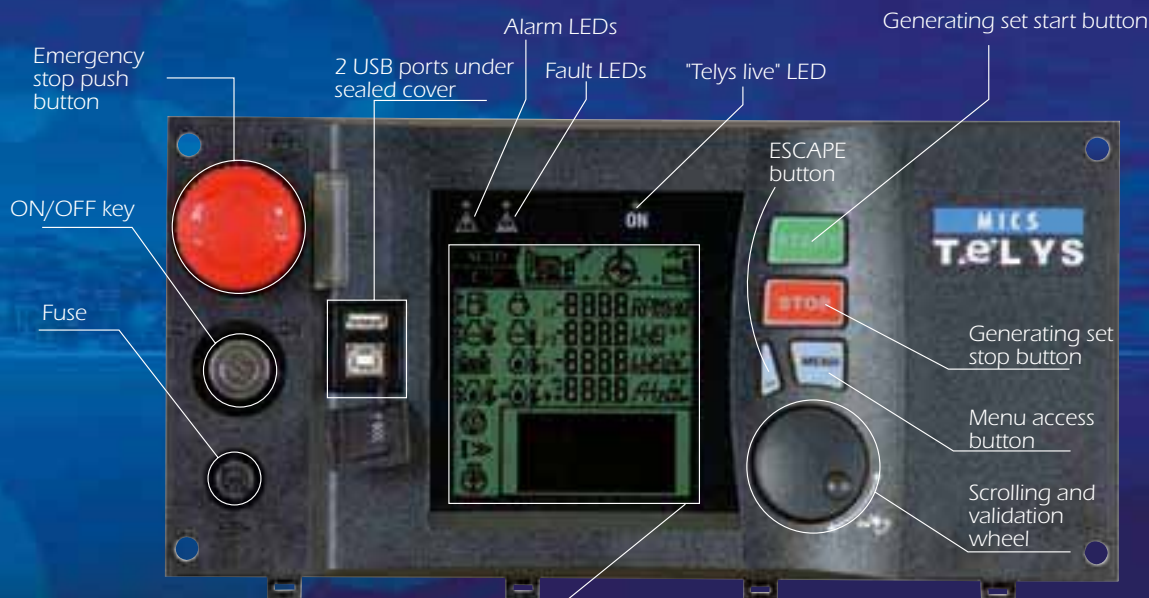 Generating set start button
Alarm LEDs
Emergency
stop push
button
2 USB ports under
sealed cover
Fault LEDs
"Telys live" LED
ESCAPE
button
ON/OFF key
ON
START
MICS
TeLYS
Fuse
STOP
Generating set
stop button
MENU
Menu access
button
Scrolling and
validation
wheel